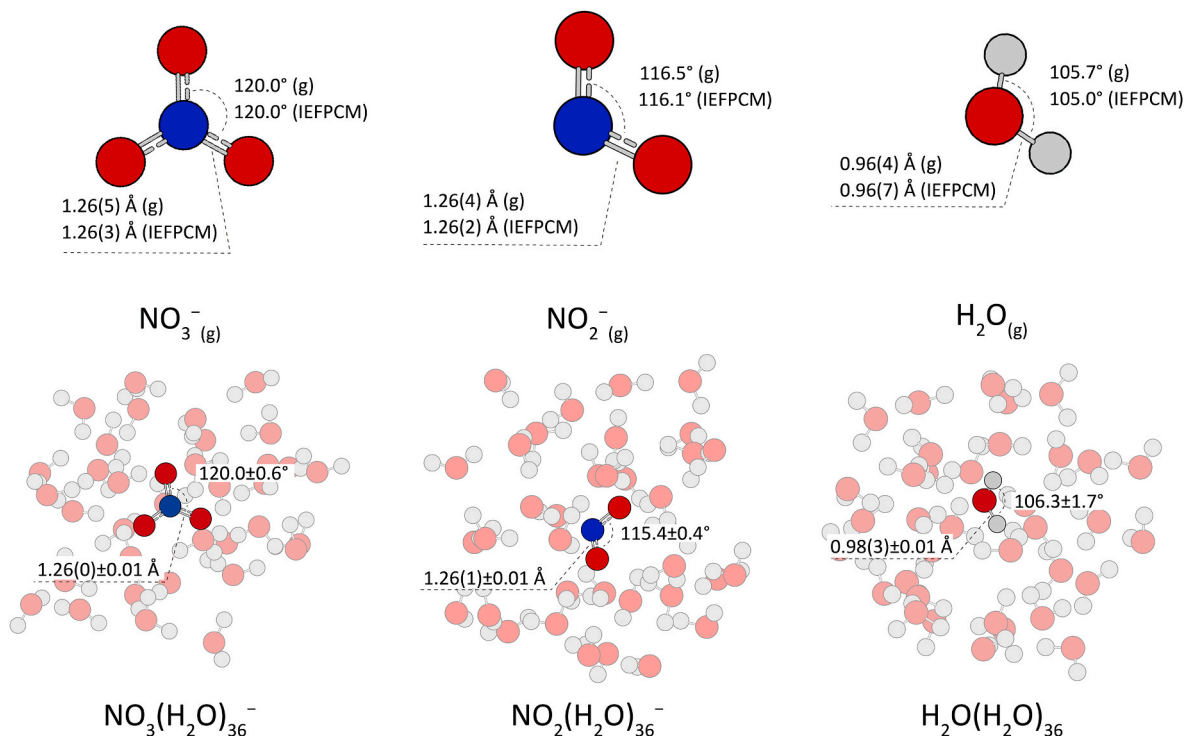 120.0° (g)
120.0° (IEFPCM)
1.26(5) Å (g)
1.26(3) Å (IEFPCM)
NO₃⁻(g)
116.5° (g)
116.1° (IEFPCM)
1.26(4) Å (g)
1.26(2) Å (IEFPCM)
NO₂⁻(g)
105.7° (g)
105.0° (IEFPCM)
0.96(4) Å (g)
0.96(7) Å (IEFPCM)
H₂O(g)
120.0±0.6°
1.26(0)±0.01 Å
NO₃(H₂O)₃₆⁻
115.4±0.4°
1.26(1)±0.01 Å
NO₂(H₂O)₃₆⁻
106.3±1.7°
0.98(3)±0.01 Å
H₂O(H₂O)₃₆